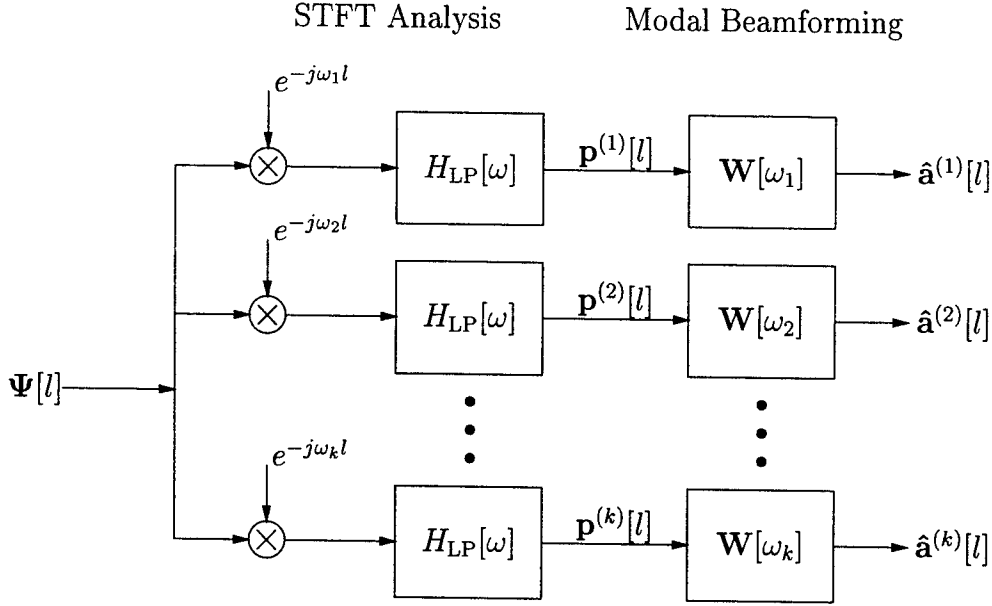 STFT Analysis Modal Beamforming
e^{-jω_1 l}
H_LP[ω] p^{(1)}[l] W[ω_1] â^{(1)}[l]
e^{-jω_2 l}
H_LP[ω] p^{(2)}[l] W[ω_2] â^{(2)}[l]
Ψ[l]
e^{-jω_k l}
H_LP[ω] p^{(k)}[l] W[ω_k] â^{(k)}[l]